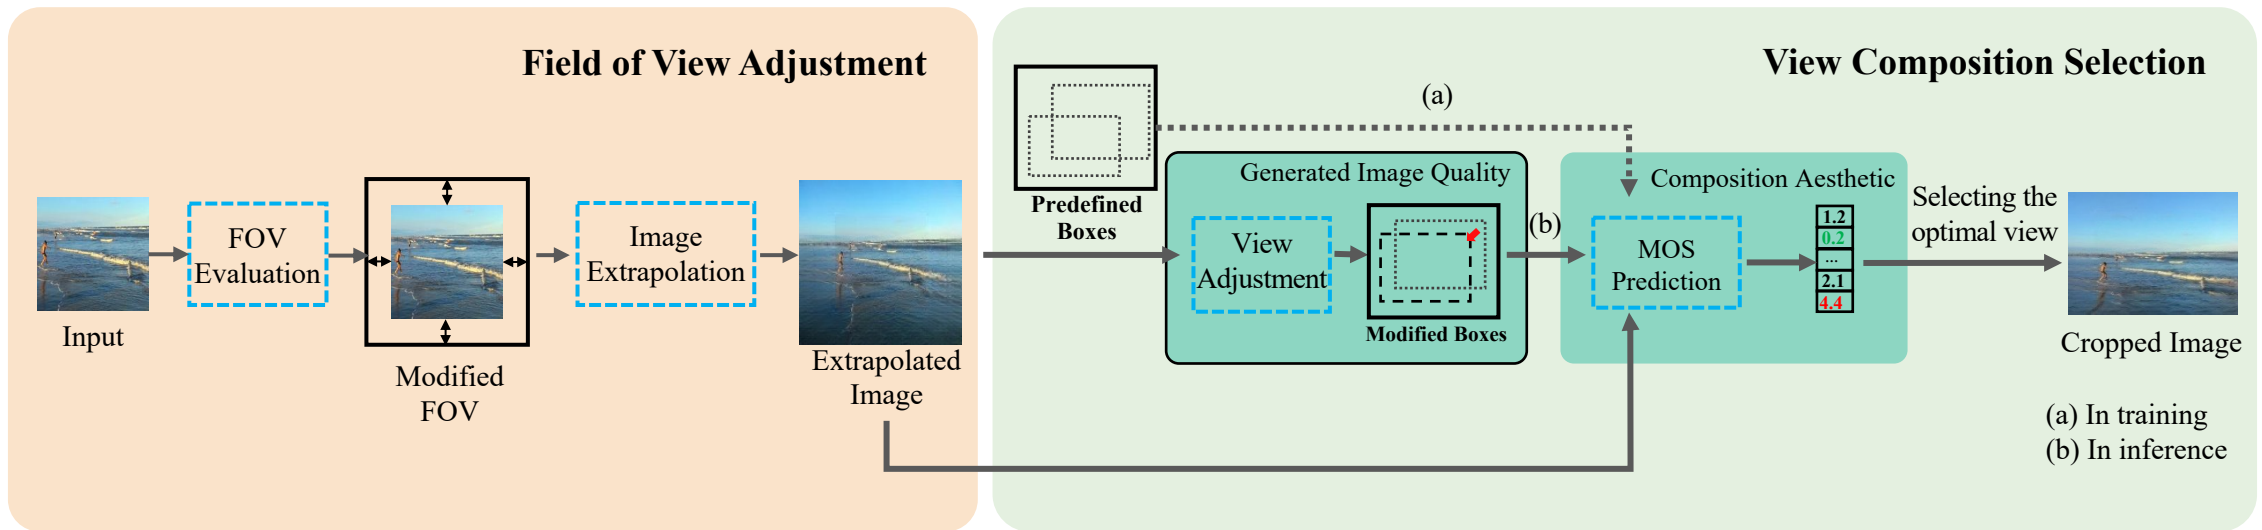 Field of View Adjustment
Input
FOV
Evaluation
Modified
FOV
Image
Extrapolation
Extrapolated
Image
View Composition Selection
Predefined
Boxes
(a)
Generated Image Quality
View
Adjustment
Modified Boxes
(b)
Composition Aesthetic
MOS
Prediction
1.2
0.2
...
2.1
4.4
Selecting the
optimal view
Cropped Image
(a) In training
(b) In inference